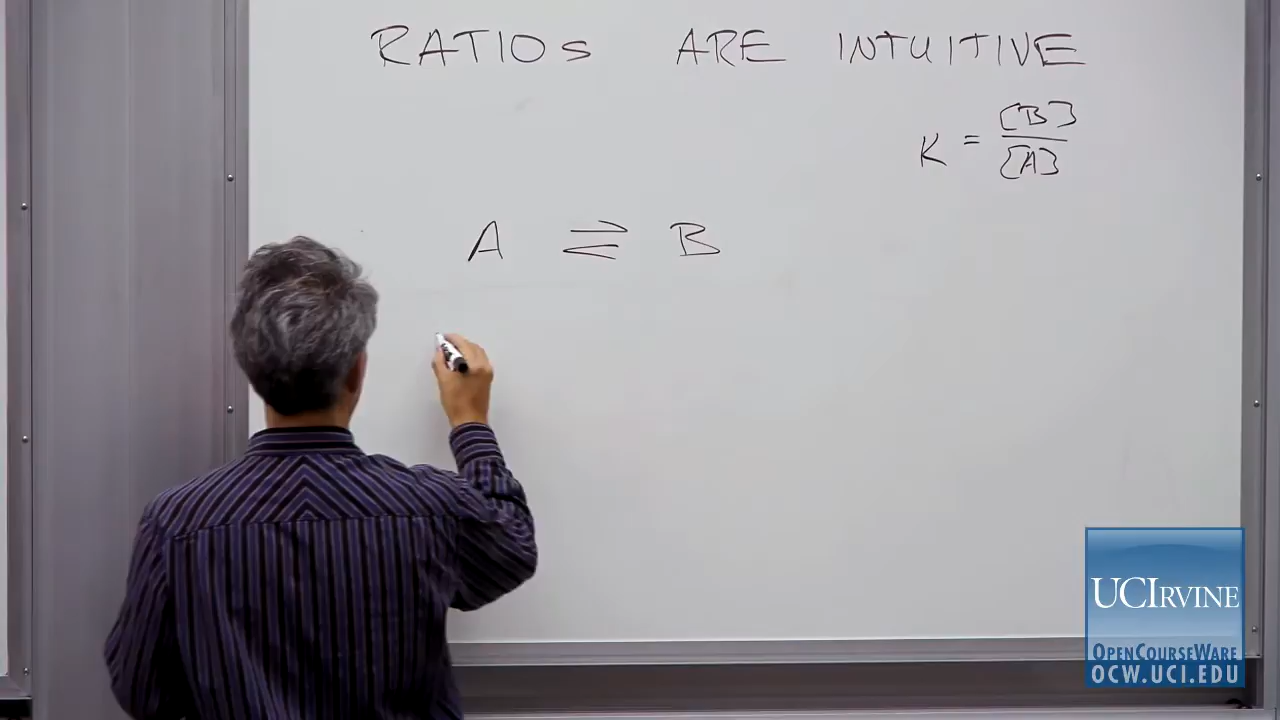 RATIOS ARE INTUITIVE
K = [B]
[A]
A ⇌ B
UCIRVINE
OPENCOURSEWARE
OCW.UCI.EDU